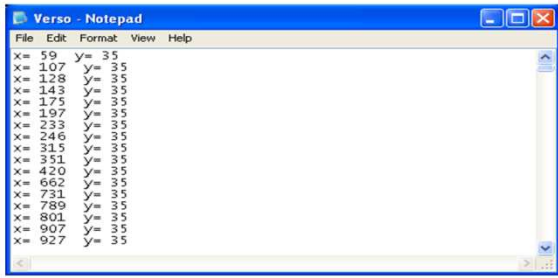 Verso - Notepad
File Edit Format View Help
x= 59 y= 35
x= 107 y= 35
x= 128 y= 35
x= 143 y= 35
x= 175 y= 35
x= 197 y= 35
x= 233 y= 35
x= 246 y= 35
x= 315 y= 35
x= 351 y= 35
x= 420 y= 35
x= 662 y= 35
x= 731 y= 35
x= 789 y= 35
x= 801 y= 35
x= 907 y= 35
x= 927 y= 35